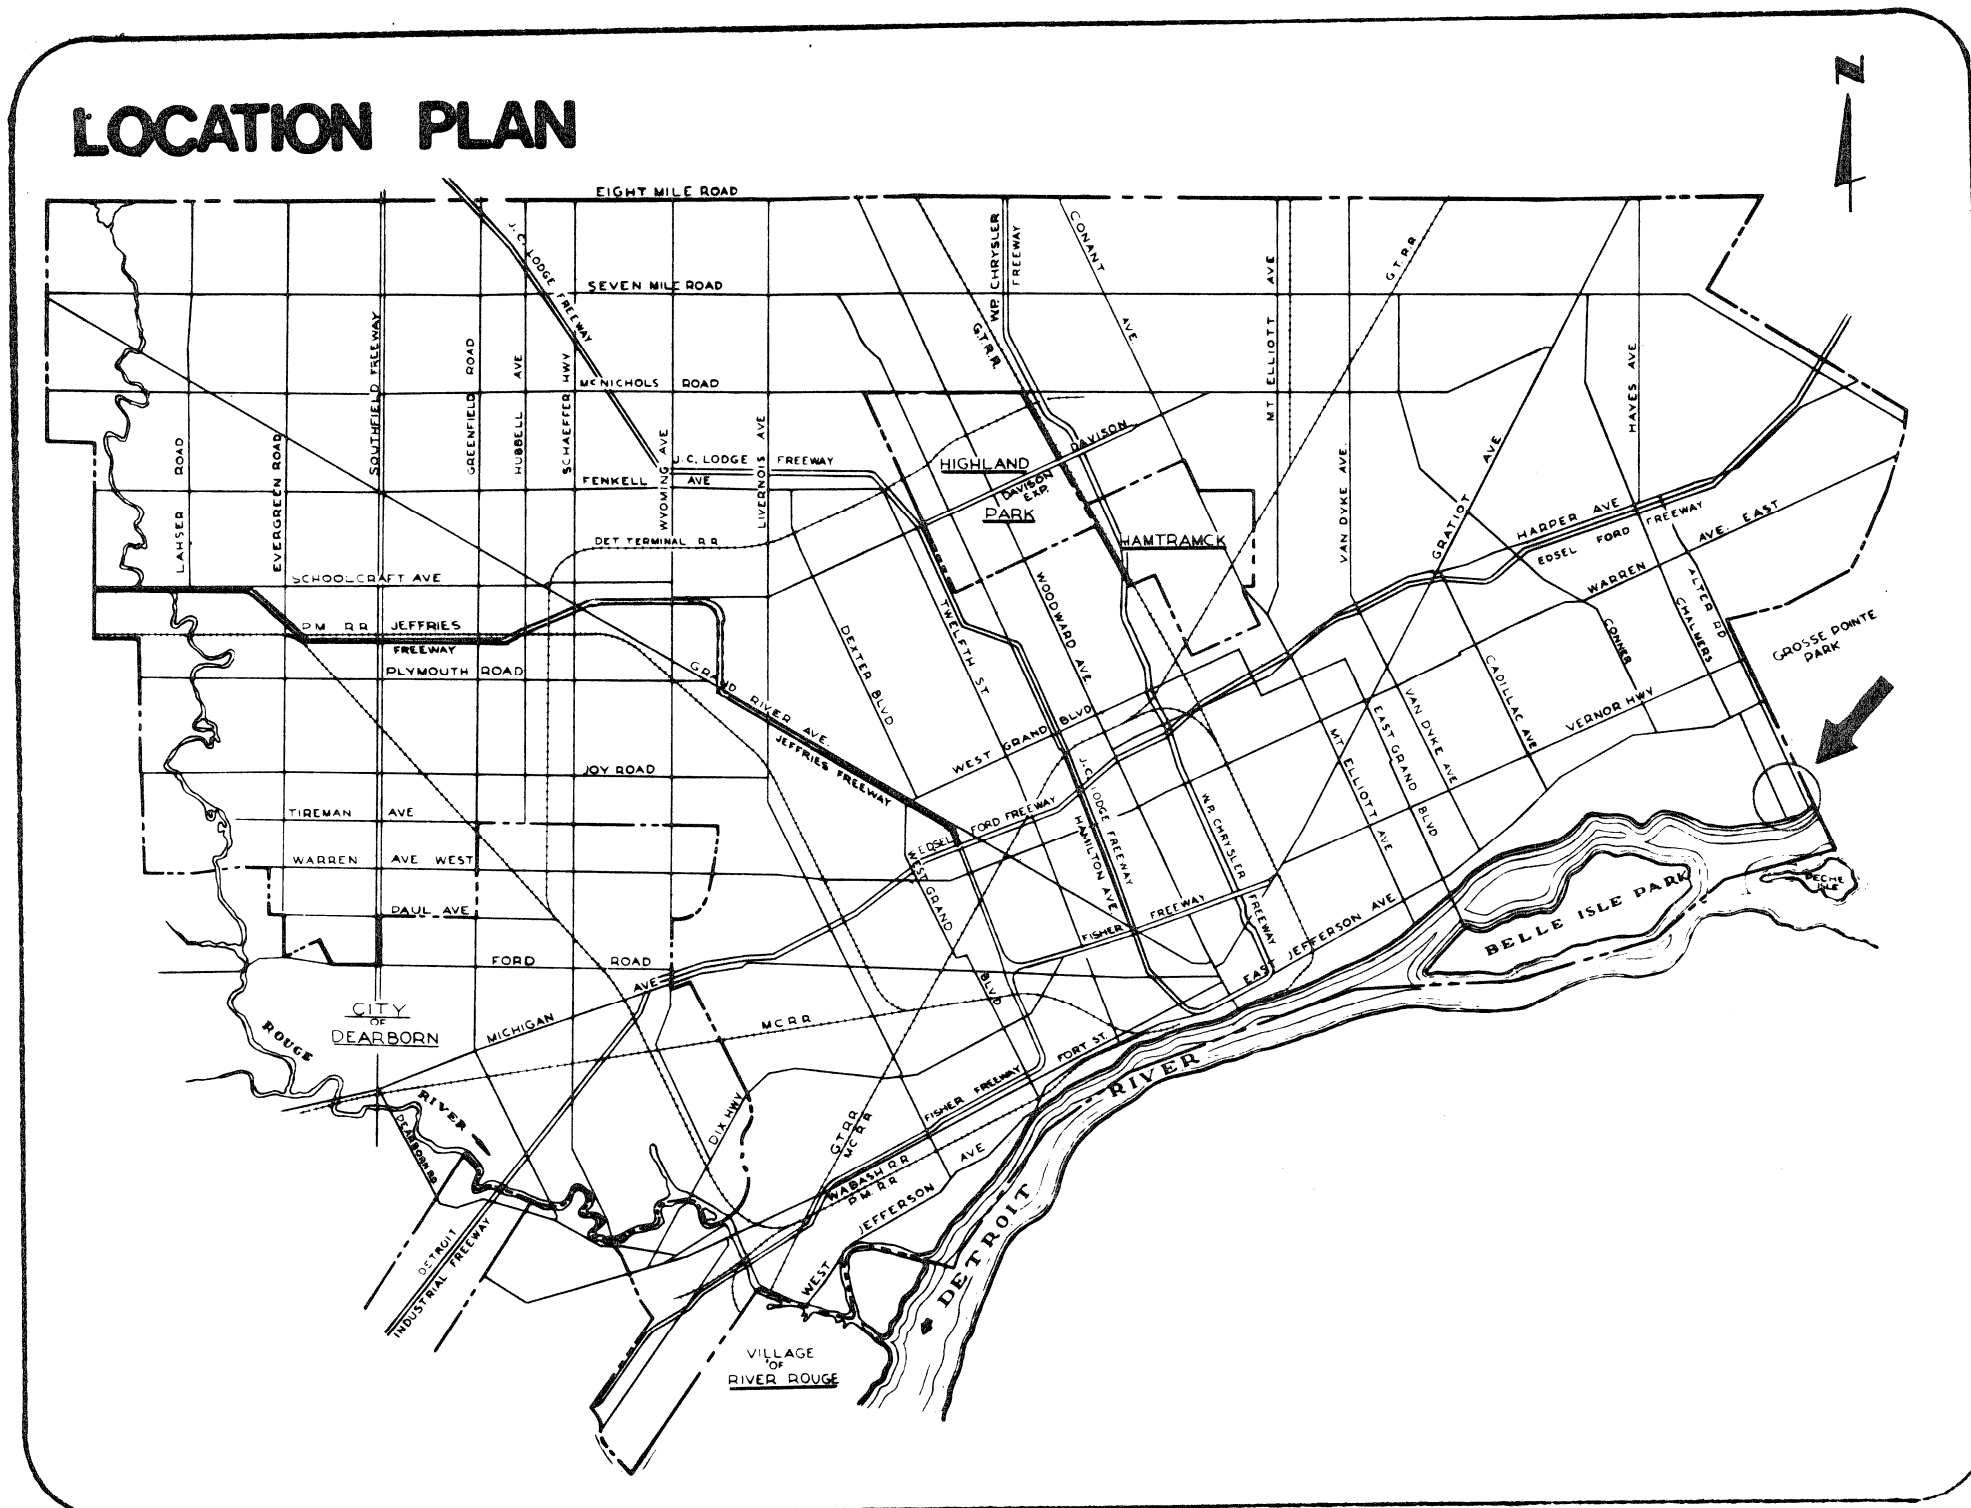 N
LOCATION PLAN
EIGHT MILE ROAD
J. C. LODGE FREEWAY
W.P. CHRYSLER
FREEWAY
CONANT
AVE
G.T.R.R.
MT ELLIOTT AVE
G.T.R.R
SEVEN MILE ROAD
SOUTHFIELD FREEWAY
GREENFIELD ROAD
HUBBELL AVE
SCHAEFFER HWY
MCNICHOLS ROAD
HAYES AVE
LAHSER ROAD
EVERGREEN ROAD
WYOMING AVE
LIVERNOIS AVE
J.C. LODGE FREEWAY
FENKELL AVE
HIGHLAND
PARK
DAVISON
DAVISON
EXP.
HAMTRAMCK
VAN DYKE AVE.
GRATIOT AVE
HARPER AVE
EDSEL FORD FREEWAY
WARREN AVE. EAST
DET TERMINAL R R
SCHOOLCRAFT AVE
P M R R JEFFRIES
FREEWAY
PLYMOUTH ROAD
GRAND RIVER AVE.
JEFFRIES FREEWAY
DEXTER BLVD
TWELFTH ST
WOODWARD AVE
ALTER RD
CHALMERS
CONNER
GROSSE POINTE
PARK
CADILLAC AVE
VERNOR HWY
VAN DYKE AVE
EAST GRAND BLVD
MT ELLIOTT AVE
WEST GRAND BLVD
JOY ROAD
TIREMAN AVE
EDSEL FORD FREEWAY
J.C. LODGE FREEWAY
HAMILTON AVE.
W.P. CHRYSLER FREEWAY
WARREN AVE WEST
WEST GRAND BLVD
PAUL AVE
FISHER FREEWAY
EAST JEFFERSON AVE
BELLE ISLE PARK
PECHE
ISLE
FORD ROAD
CITY
OF
DEARBORN
MICHIGAN AVE
M C R R
ROUGE RIVER
FORT ST.
FISHER FREEWAY
DETROIT RIVER
DEARBORN RD
DIX HWY
G.T.R.R
M C R R
WABASH R R
P M. R R
WEST JEFFERSON AVE
DETROIT
INDUSTRIAL FREEWAY
VILLAGE
OF
RIVER ROUGE